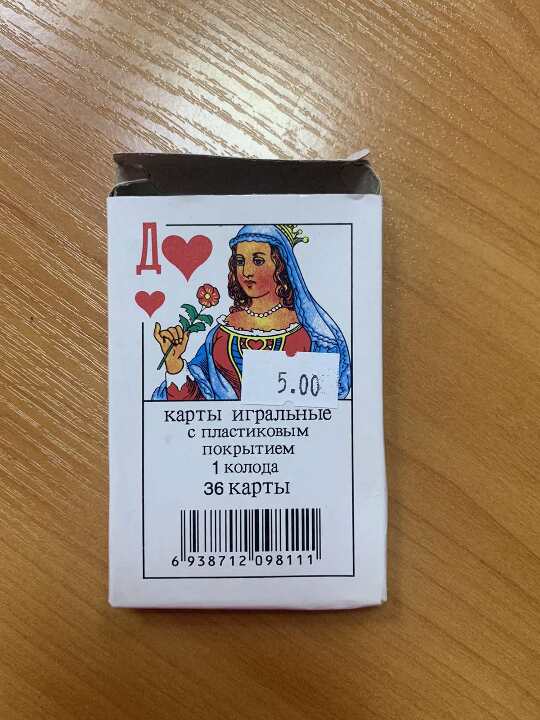 Д
5.00
карты игральные
с пластиковым
покрытием
1 колода
36 карты
6 938712 098111